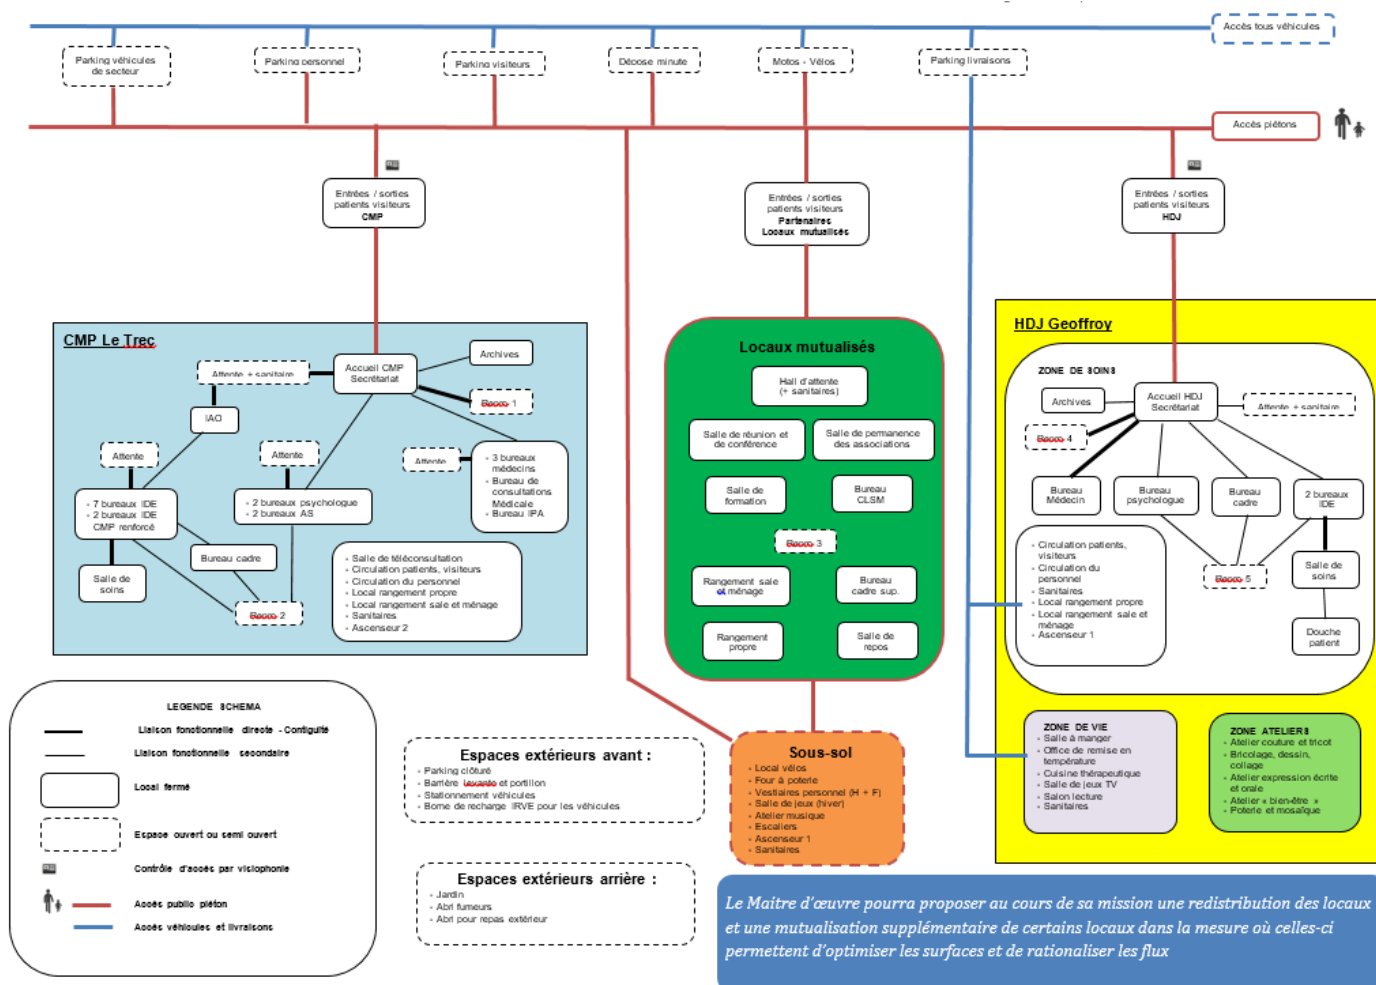 Accès tous véhicules
Parking véhicules
de secteur
Parking personnel
Parking visiteurs
Dépose minute
Motos - Vélos
Parking livraisons
Accès piétons
Entrées / sorties
patients visiteurs
CMP
Entrées / sorties
patients visiteurs
Partenaires
Locaux mutualisés
Entrées / sorties
patients visiteurs
HDJ
CMP Le Trec
Accueil CMP
Secrétariat
Archives
Attente + sanitaire
Recro 1
IAO
Attente
Attente
Attente
- 3 bureaux
médecins
- Bureau de
consultations
Médicale
- Bureau IPA
- 7 bureaux IDE
- 2 bureaux IDE
CMP renforcé
- 2 bureaux psychologue
- 2 bureaux AS
Bureau cadre
Salle de
soins
Recro 2
- Salle de téléconsultation
- Circulation patients, visiteurs
- Circulation du personnel
- Local rangement propre
- Local rangement sale et ménage
- Sanitaires
- Ascenseur 2
Locaux mutualisés
Hall d'attente
(+ sanitaires)
Salle de réunion et
de conférence
Salle de permanence
des associations
Salle de
formation
Bureau
CLSM
Recro 3
Rangement sale
et ménage
Bureau
cadre sup.
Rangement
propre
Salle de
repos
HDJ Geoffroy
ZONE DE SOINS
Archives
Accueil HDJ
Secrétariat
Attente + sanitaire
Recro 4
Bureau
Médecin
Bureau
psychologue
Bureau
cadre
2 bureaux
IDE
- Circulation patients,
visiteurs
- Circulation du
personnel
- Sanitaires
- Local rangement propre
- Local rangement sale et
ménage
- Ascenseur 1
Recro 5
Salle de
soins
Douche
patient
ZONE DE VIE
- Salle à manger
- Office de remise en
température
- Cuisine thérapeutique
- Salle de jeux TV
- Salon lecture
- Sanitaires
ZONE ATELIERS
- Atelier couture et tricot
- Bricolage, dessin,
collage
- Atelier expression écrite
et orale
- Atelier « bien-être »
- Poterie et mosaïque
LEGENDE SCHEMA
Liaison fonctionnelle directe - Contiguïté
Liaison fonctionnelle secondaire
Local fermé
Espace ouvert ou semi ouvert
Contrôle d'accès par visiophonie
Accès public piéton
Accès véhicules et livraisons
Espaces extérieurs avant :
- Parking clôturé
- Barrière levante et portillon
- Stationnement véhicules
- Borne de recharge IRVE pour les véhicules
Sous-sol
- Local vélos
- Four à poterie
- Vestiaires personnel (H + F)
- Salle de jeux (hiver)
- Atelier musique
- Escaliers
- Ascenseur 1
- Sanitaires
Espaces extérieurs arrière :
- Jardin
- Abri fumeurs
- Abri pour repas extérieur
Le Maitre d'œuvre pourra proposer au cours de sa mission une redistribution des locaux
et une mutualisation supplémentaire de certains locaux dans la mesure où celles-ci
permettent d'optimiser les surfaces et de rationaliser les flux